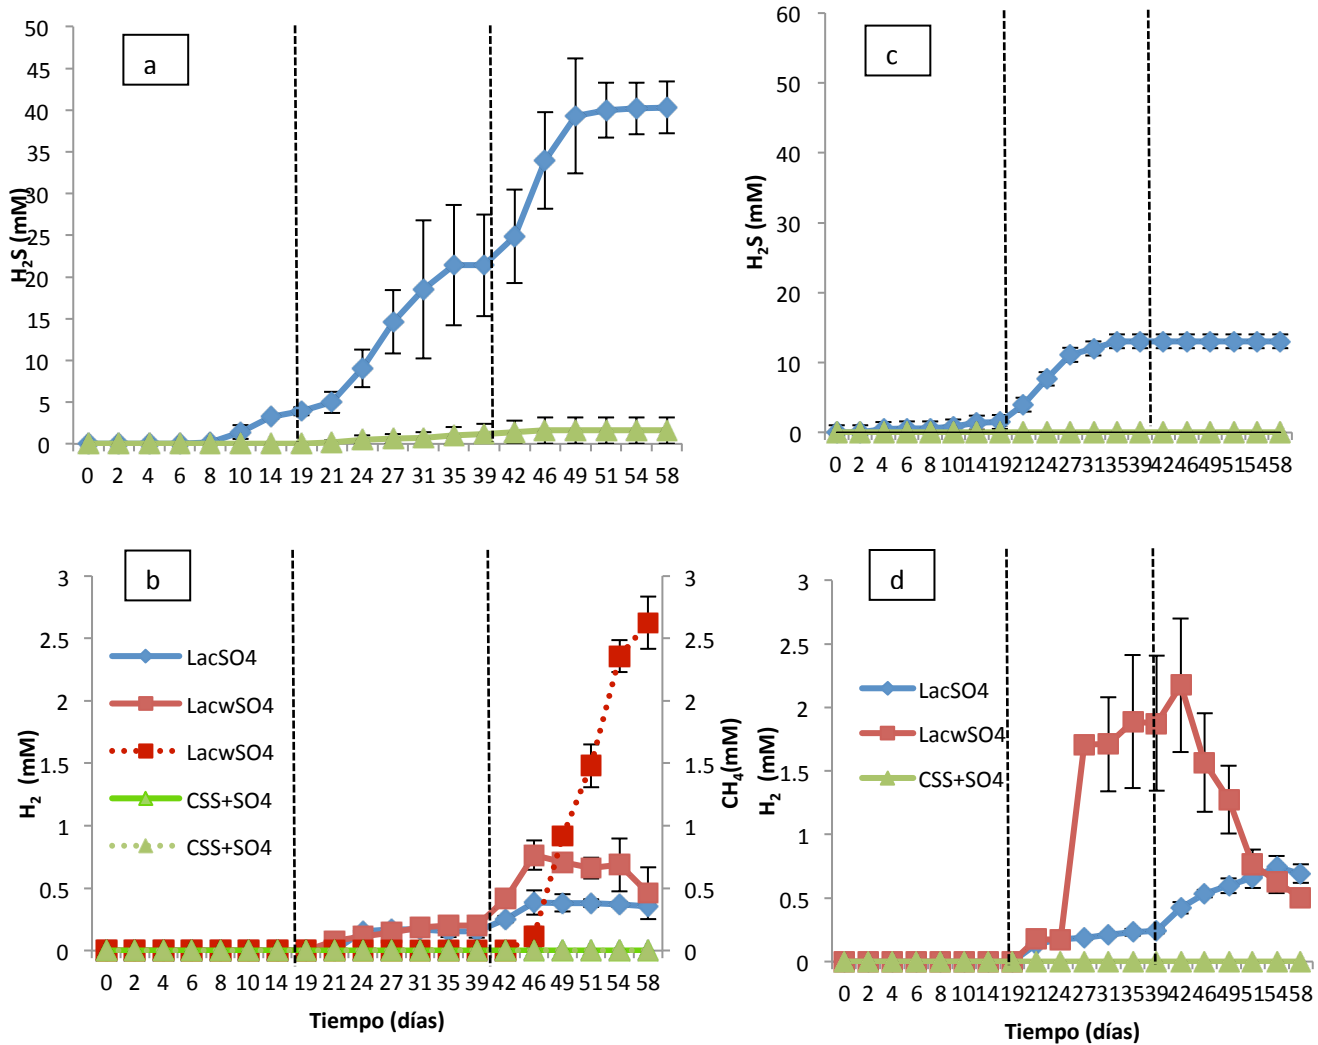 a
50
45
40
35
30
25
20
15
10
5
0
H₂S (mM)
0 2 4 6 8 10 14 19 21 24 27 31 35 39 42 46 49 51 54 58
c
60
50
40
30
20
10
0
H₂S (mM)
0 2 4 6 8 10 14 19 21 24 27 31 35 39 42 46 49 51 54 58
b
3
2.5
2
1.5
1
0.5
0
H₂ (mM)
LacSO4
LacwSO4
LacwSO4
CSS+SO4
CSS+SO4
3
2.5
2
1.5
1
0.5
0
CH₄(mM)
0 2 4 6 8 10 14 19 21 24 27 31 35 39 42 46 49 51 54 58
Tiempo (días)
d
3
2.5
2
1.5
1
0.5
0
H₂ (mM)
LacSO4
LacwSO4
CSS+SO4
0 2 4 6 8 10 14 19 21 24 27 31 35 39 42 46 49 51 54 58
Tiempo (días)